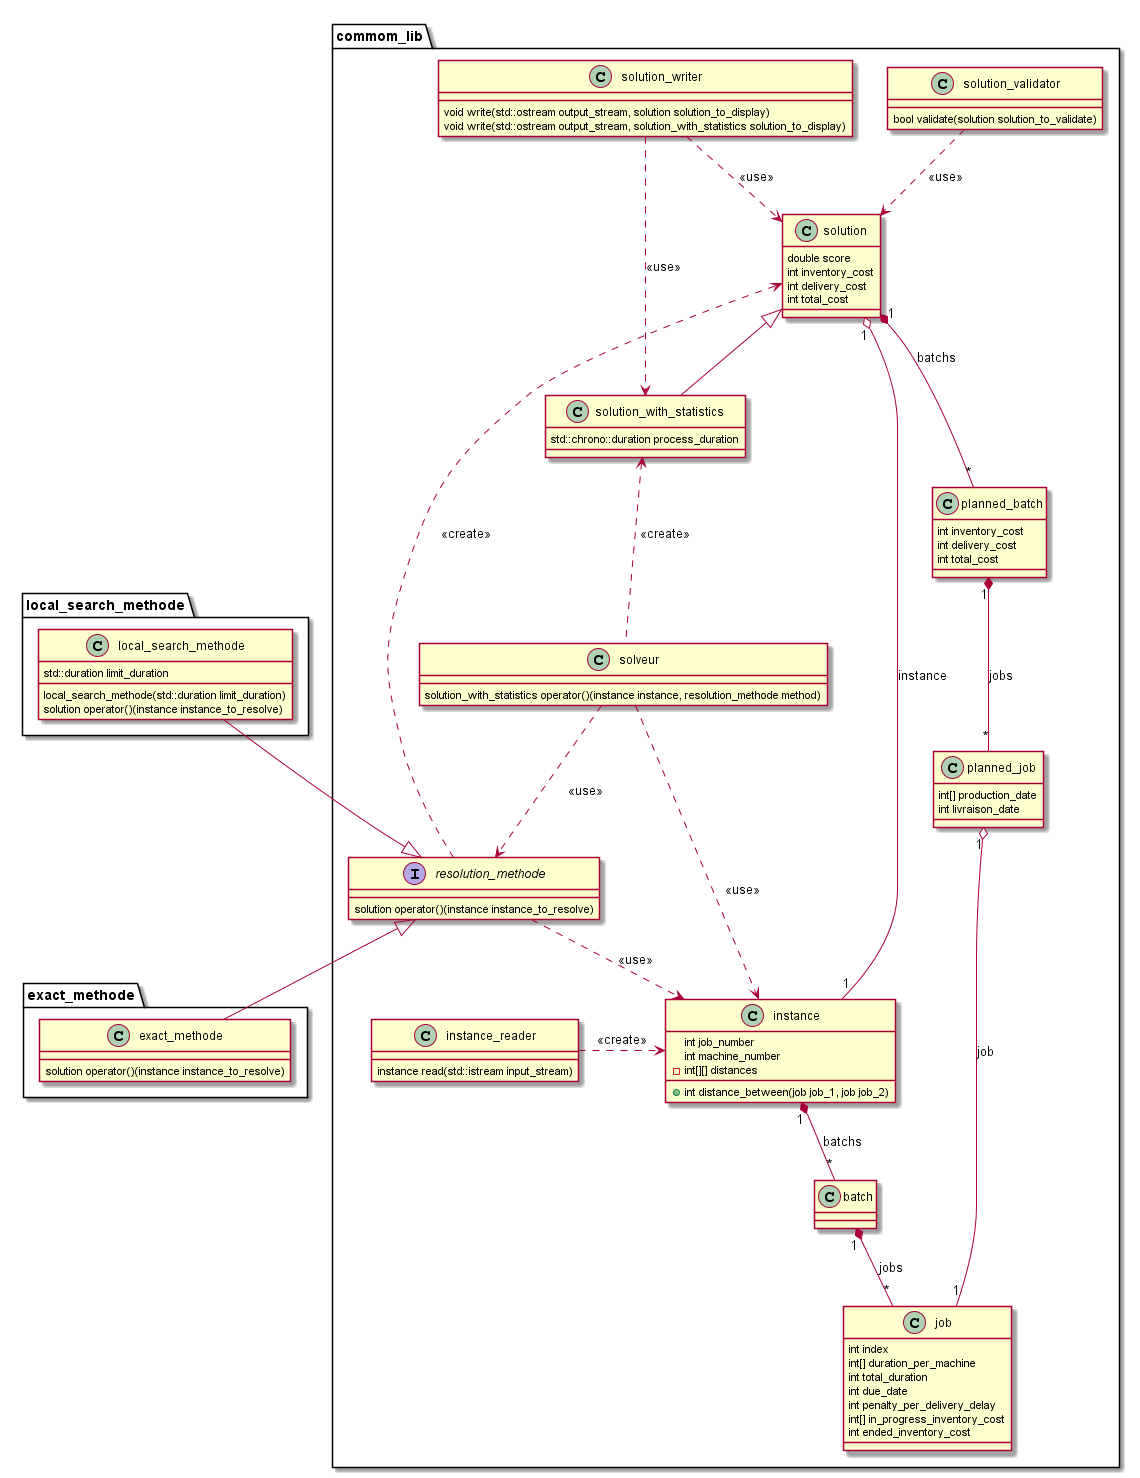 commom_lib
C solution_writer
void write(std::ostream output_stream, solution solution_to_display)
void write(std::ostream output_stream, solution_with_statistics solution_to_display)
C solution_validator
bool validate(solution solution_to_validate)
«use»
«use»
«use»
C solution
double score
int inventory_cost
int delivery_cost
int total_cost
1
1
batchs
*
C solution_with_statistics
std::chrono::duration process_duration
C planned_batch
int inventory_cost
int delivery_cost
int total_cost
1
«create»
«create»
local_search_methode
C local_search_methode
std::duration limit_duration
local_search_methode(std::duration limit_duration)
solution operator()(instance instance_to_resolve)
C solveur
solution_with_statistics operator()(instance instance, resolution_methode method)
instance
jobs
*
C planned_job
int[] production_date
int livraison_date
1
«use»
«use»
I resolution_methode
solution operator()(instance instance_to_resolve)
«use»
1
exact_methode
C exact_methode
solution operator()(instance instance_to_resolve)
C instance_reader
instance read(std::istream input_stream)
«create»
C instance
int job_number
int machine_number
int[][] distances
int distance_between(job job_1, job job_2)
job
1
batchs
*
C batch
1
jobs
*
1
C job
int index
int[] duration_per_machine
int total_duration
int due_date
int penalty_per_delivery_delay
int[] in_progress_inventory_cost
int ended_inventory_cost